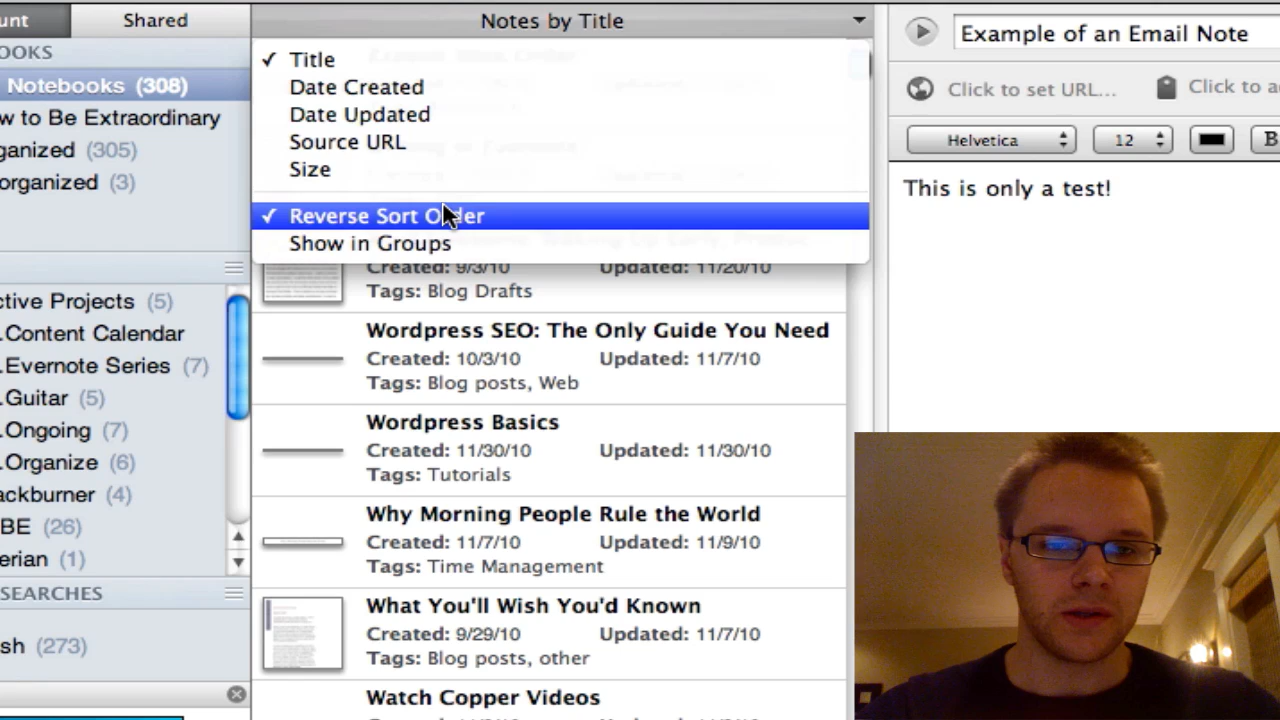 unt
Shared
Notes by Title
Example of an Email Note
OOKS
Notebooks (308)
w to Be Extraordinary
ganized (305)
organized (3)
✓ Title
Date Created
Date Updated
Source URL
Size
✓ Reverse Sort Order
Show in Groups
Click to set URL...
Click to a
Helvetica
12
B
This is only a test!
ctive Projects (5)
.Content Calendar
.Evernote Series (7)
.Guitar (5)
.Ongoing (7)
.Organize (6)
ackburner (4)
BE (26)
erian (1)
SEARCHES
sh (273)
Created: 9/3/10 Updated: 11/20/10
Tags: Blog Drafts
Wordpress SEO: The Only Guide You Need
Created: 10/3/10 Updated: 11/7/10
Tags: Blog posts, Web
Wordpress Basics
Created: 11/30/10 Updated: 11/30/10
Tags: Tutorials
Why Morning People Rule the World
Created: 11/7/10 Updated: 11/9/10
Tags: Time Management
What You'll Wish You'd Known
Created: 9/29/10 Updated: 11/7/10
Tags: Blog posts, other
Watch Copper Videos